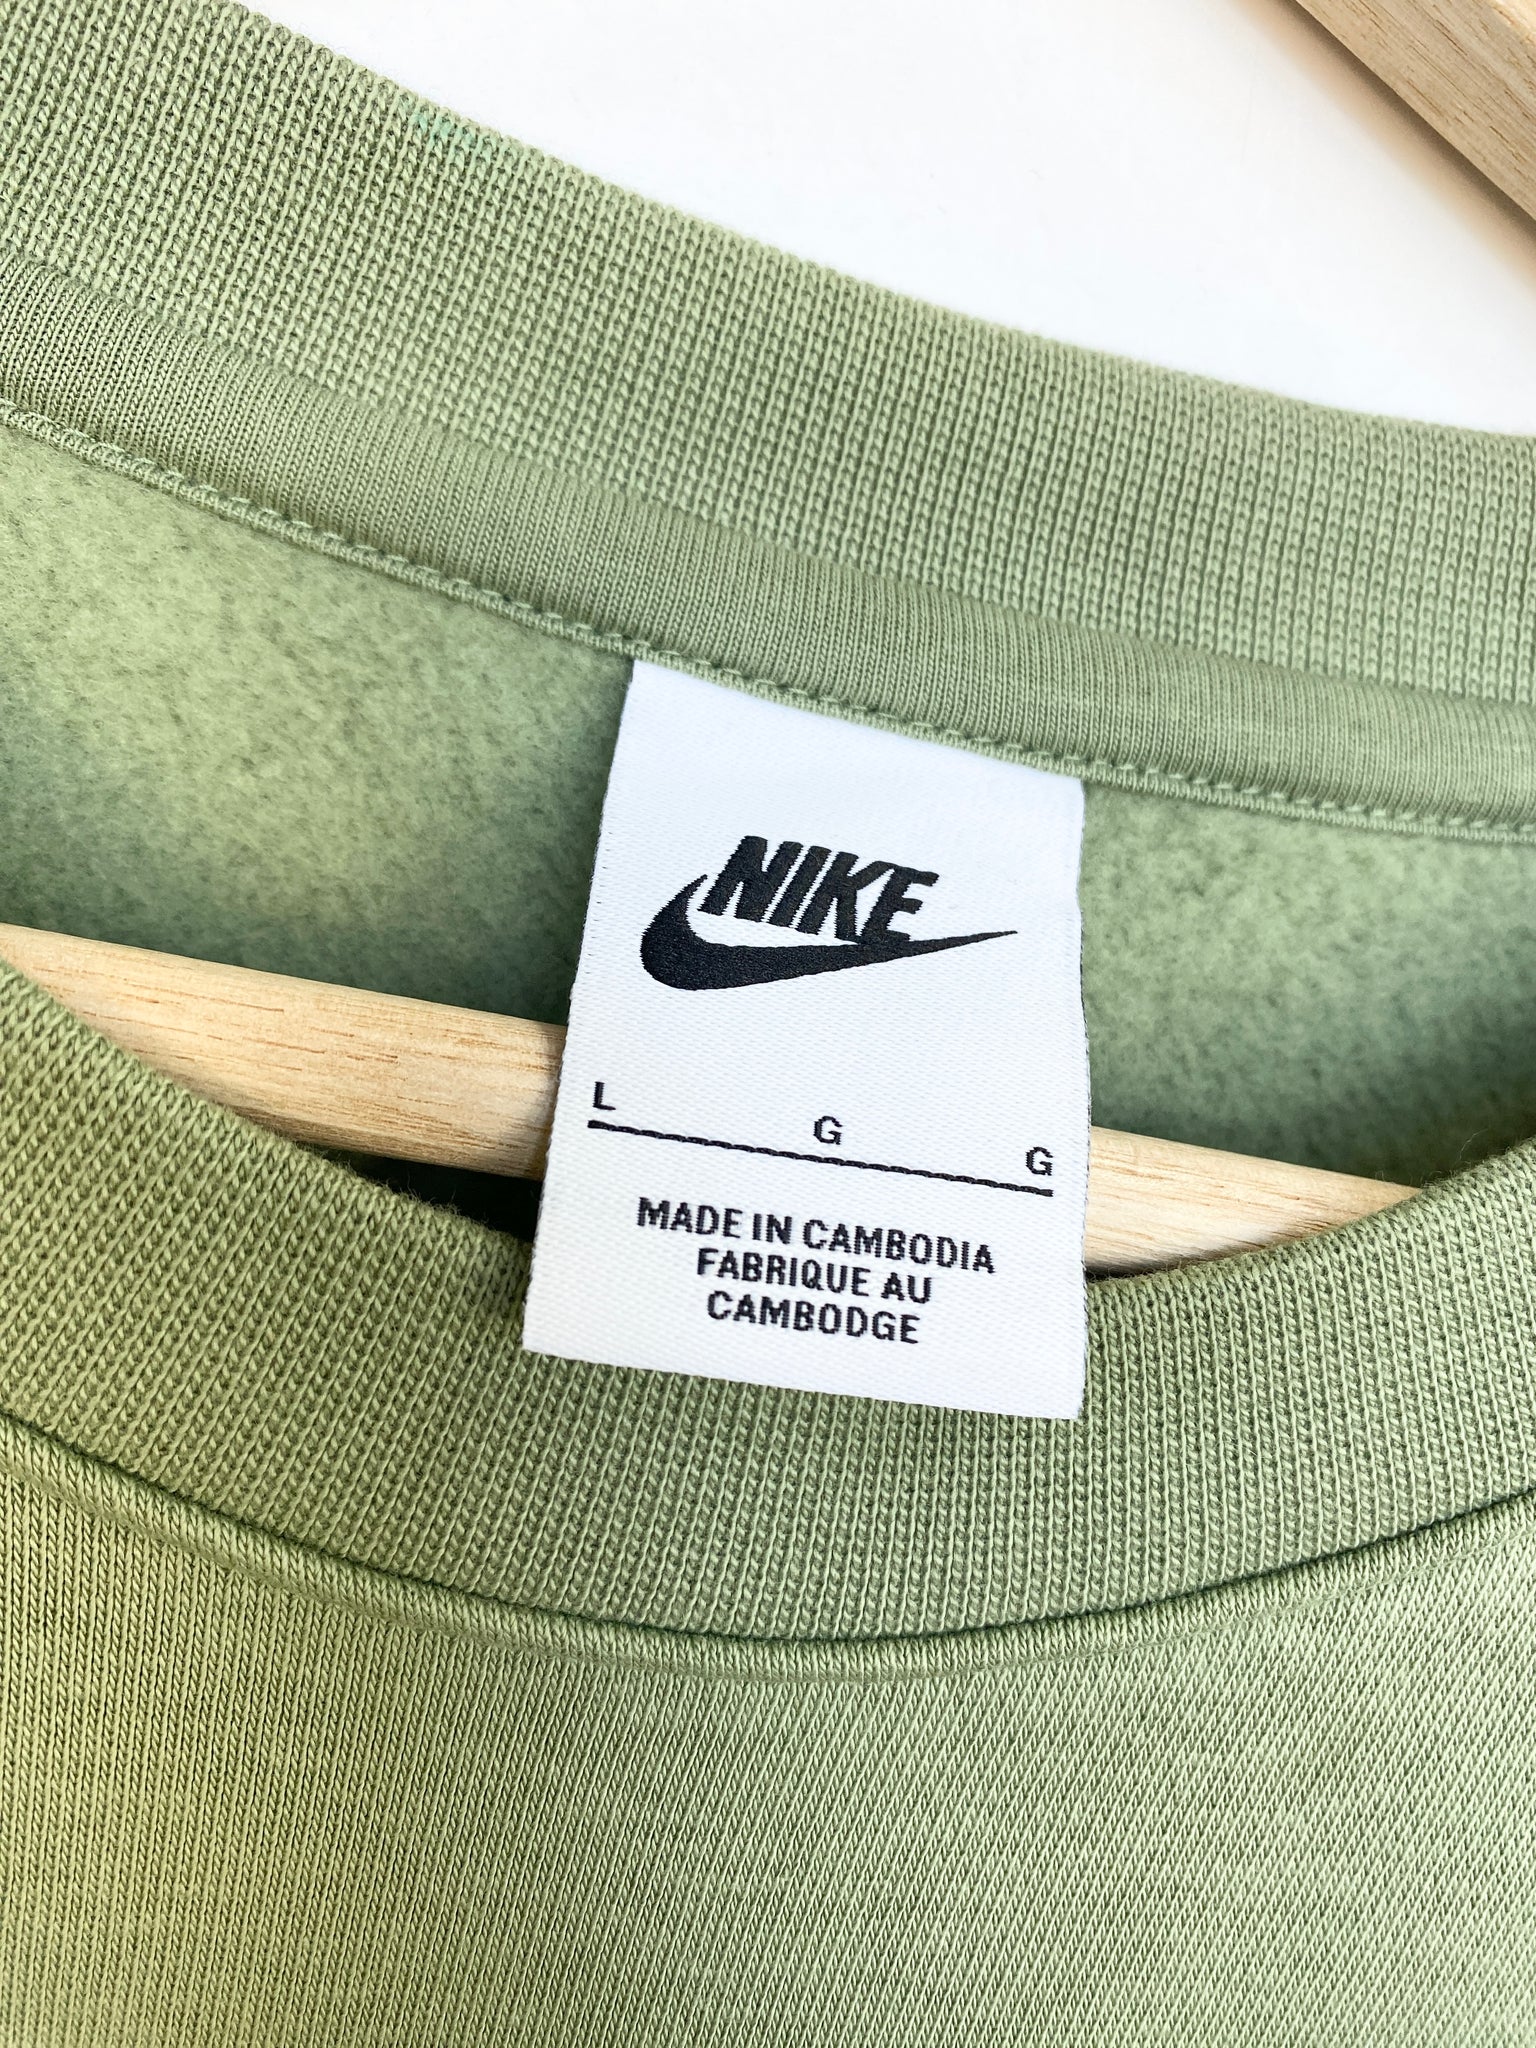 NIKE
L G G
MADE IN CAMBODIA
FABRIQUE AU
CAMBODGE